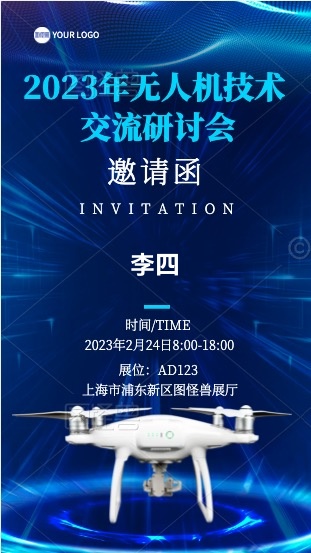 YOUR LOGO
2023年无人机技术
交流研讨会
邀请函
INVITATION
李四
时间/TIME
2023年2月24日8:00-18:00
展位：AD123
上海市浦东新区图怪兽展厅